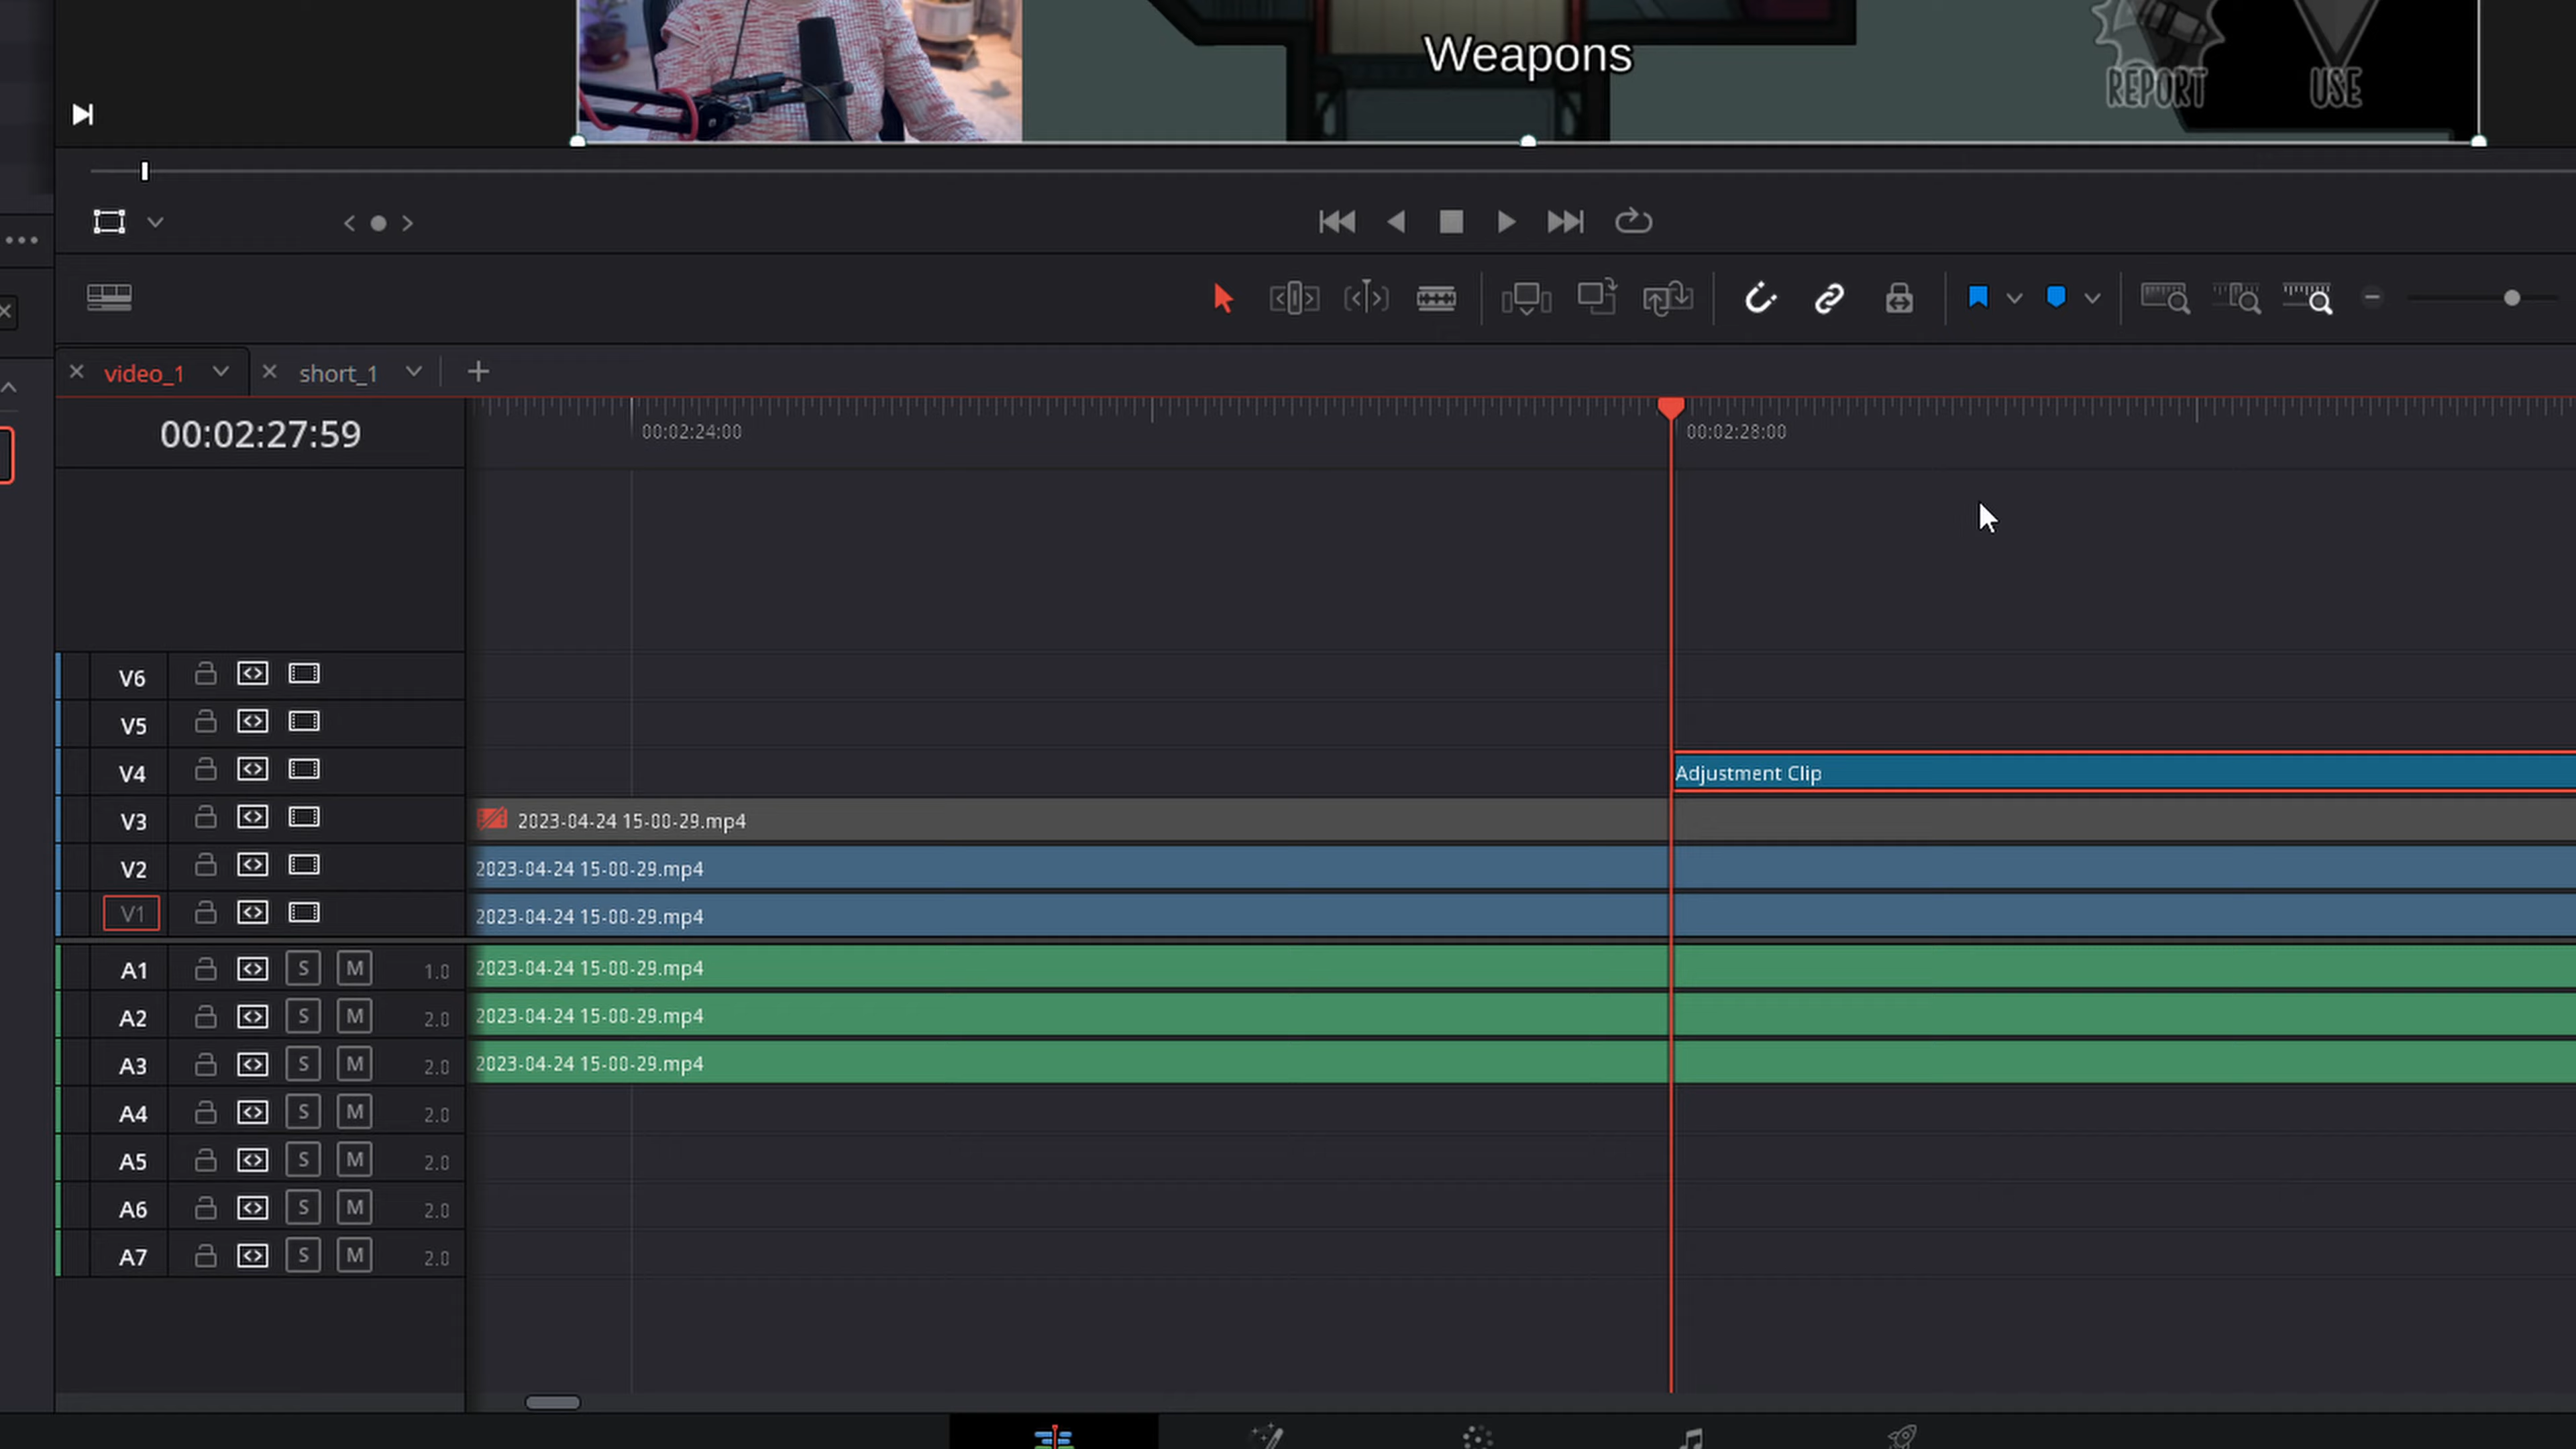 Weapons
REPORT
USE
video_1
short_1
00:02:27:59
00:02:24:00
00:02:28:00
V6
V5
V4
Adjustment Clip
V3
2023-04-24 15-00-29.mp4
V2
2023-04-24 15-00-29.mp4
V1
2023-04-24 15-00-29.mp4
A1 S M 1.0
2023-04-24 15-00-29.mp4
A2 S M 2.0
2023-04-24 15-00-29.mp4
A3 S M 2.0
2023-04-24 15-00-29.mp4
A4 S M 2.0
A5 S M 2.0
A6 S M 2.0
A7 S M 2.0